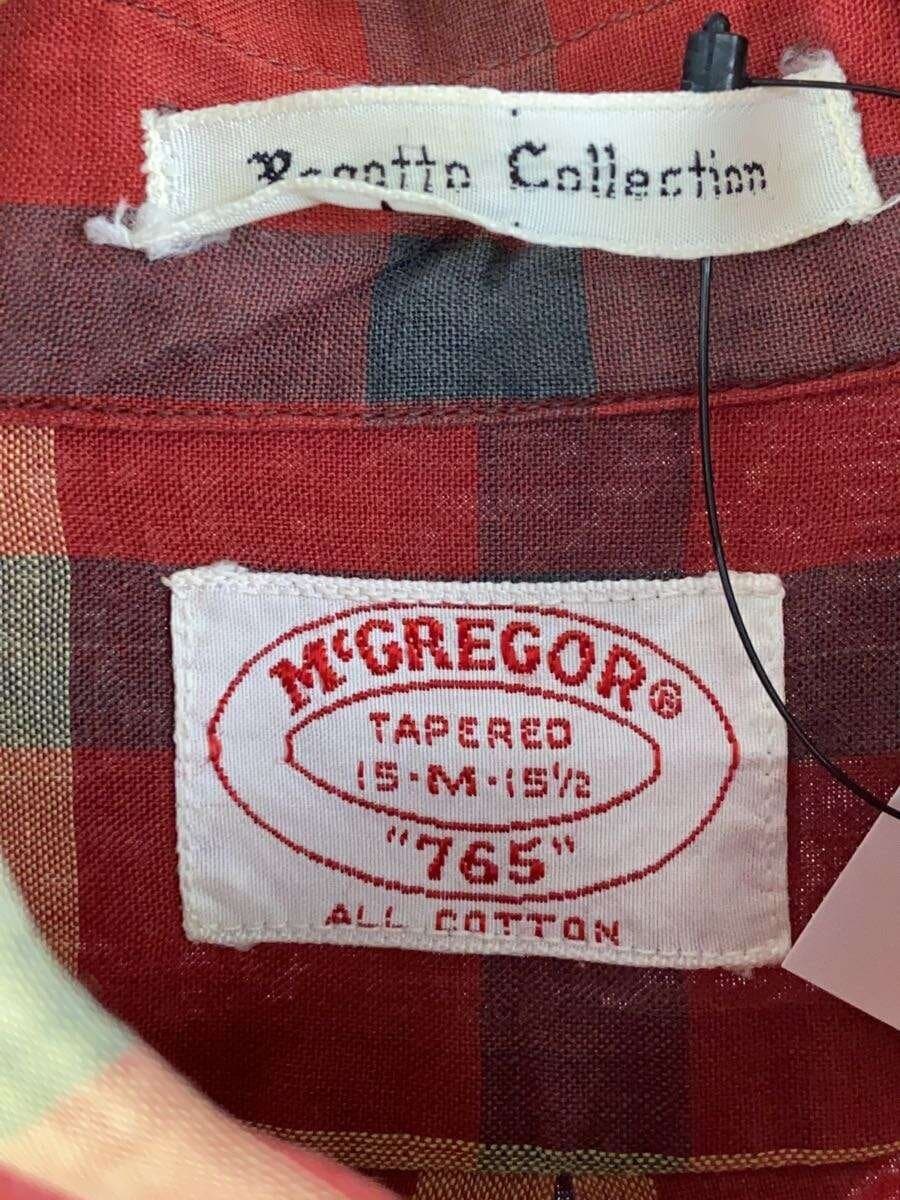 Regatta Collection
McGREGOR®
TAPERED
15·M·15½
"765"
ALL COTTON